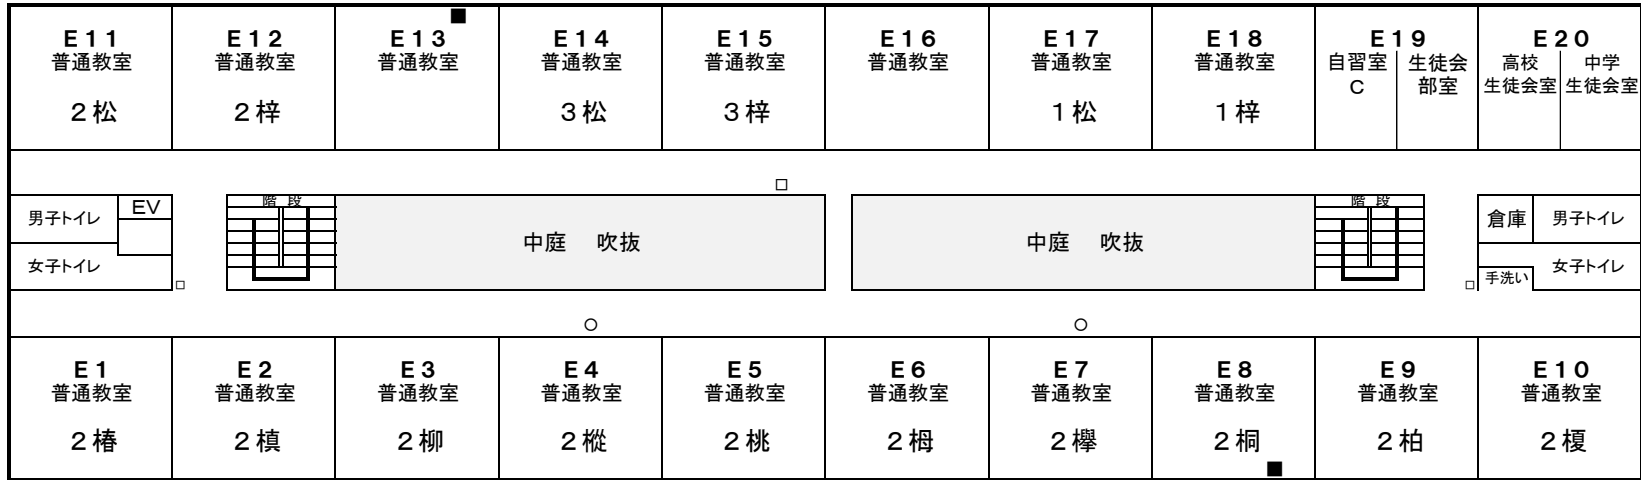 E11
普通教室
2松
E12
普通教室
2梓
E13
普通教室
E14
普通教室
3松
E15
普通教室
3梓
E16
普通教室
E17
普通教室
1松
E18
普通教室
1梓
E19
自習室
C
生徒会
部室
E20
高校
生徒会室
中学
生徒会室
男子トイレ
EV
女子トイレ
階 段
中庭 吹抜
中庭 吹抜
階 段
倉庫
男子トイレ
手洗い
女子トイレ
E1
普通教室
2椿
E2
普通教室
2槙
E3
普通教室
2柳
E4
普通教室
2樅
E5
普通教室
2桃
E6
普通教室
2栂
E7
普通教室
2欅
E8
普通教室
2桐
E9
普通教室
2柏
E10
普通教室
2榎